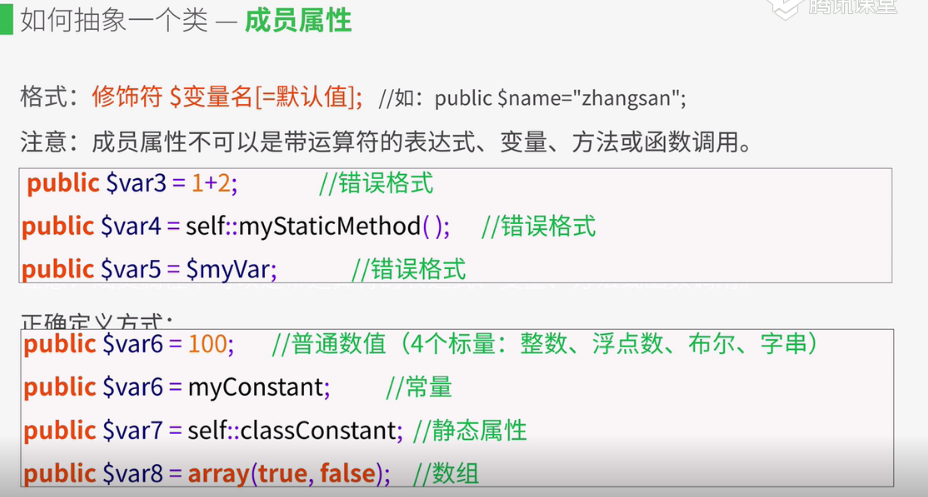 如何抽象一个类 — 成员属性
腾讯课堂
格式：修饰符 $变量名[=默认值]; //如：public $name="zhangsan";
注意：成员属性不可以是带运算符的表达式、变量、方法或函数调用。
public $var3 = 1+2; //错误格式
public $var4 = self::myStaticMethod( ); //错误格式
public $var5 = $myVar; //错误格式
正确定义方式：
public $var6 = 100; //普通数值（4个标量：整数、浮点数、布尔、字串）
public $var6 = myConstant; //常量
public $var7 = self::classConstant; //静态属性
public $var8 = array(true, false); //数组